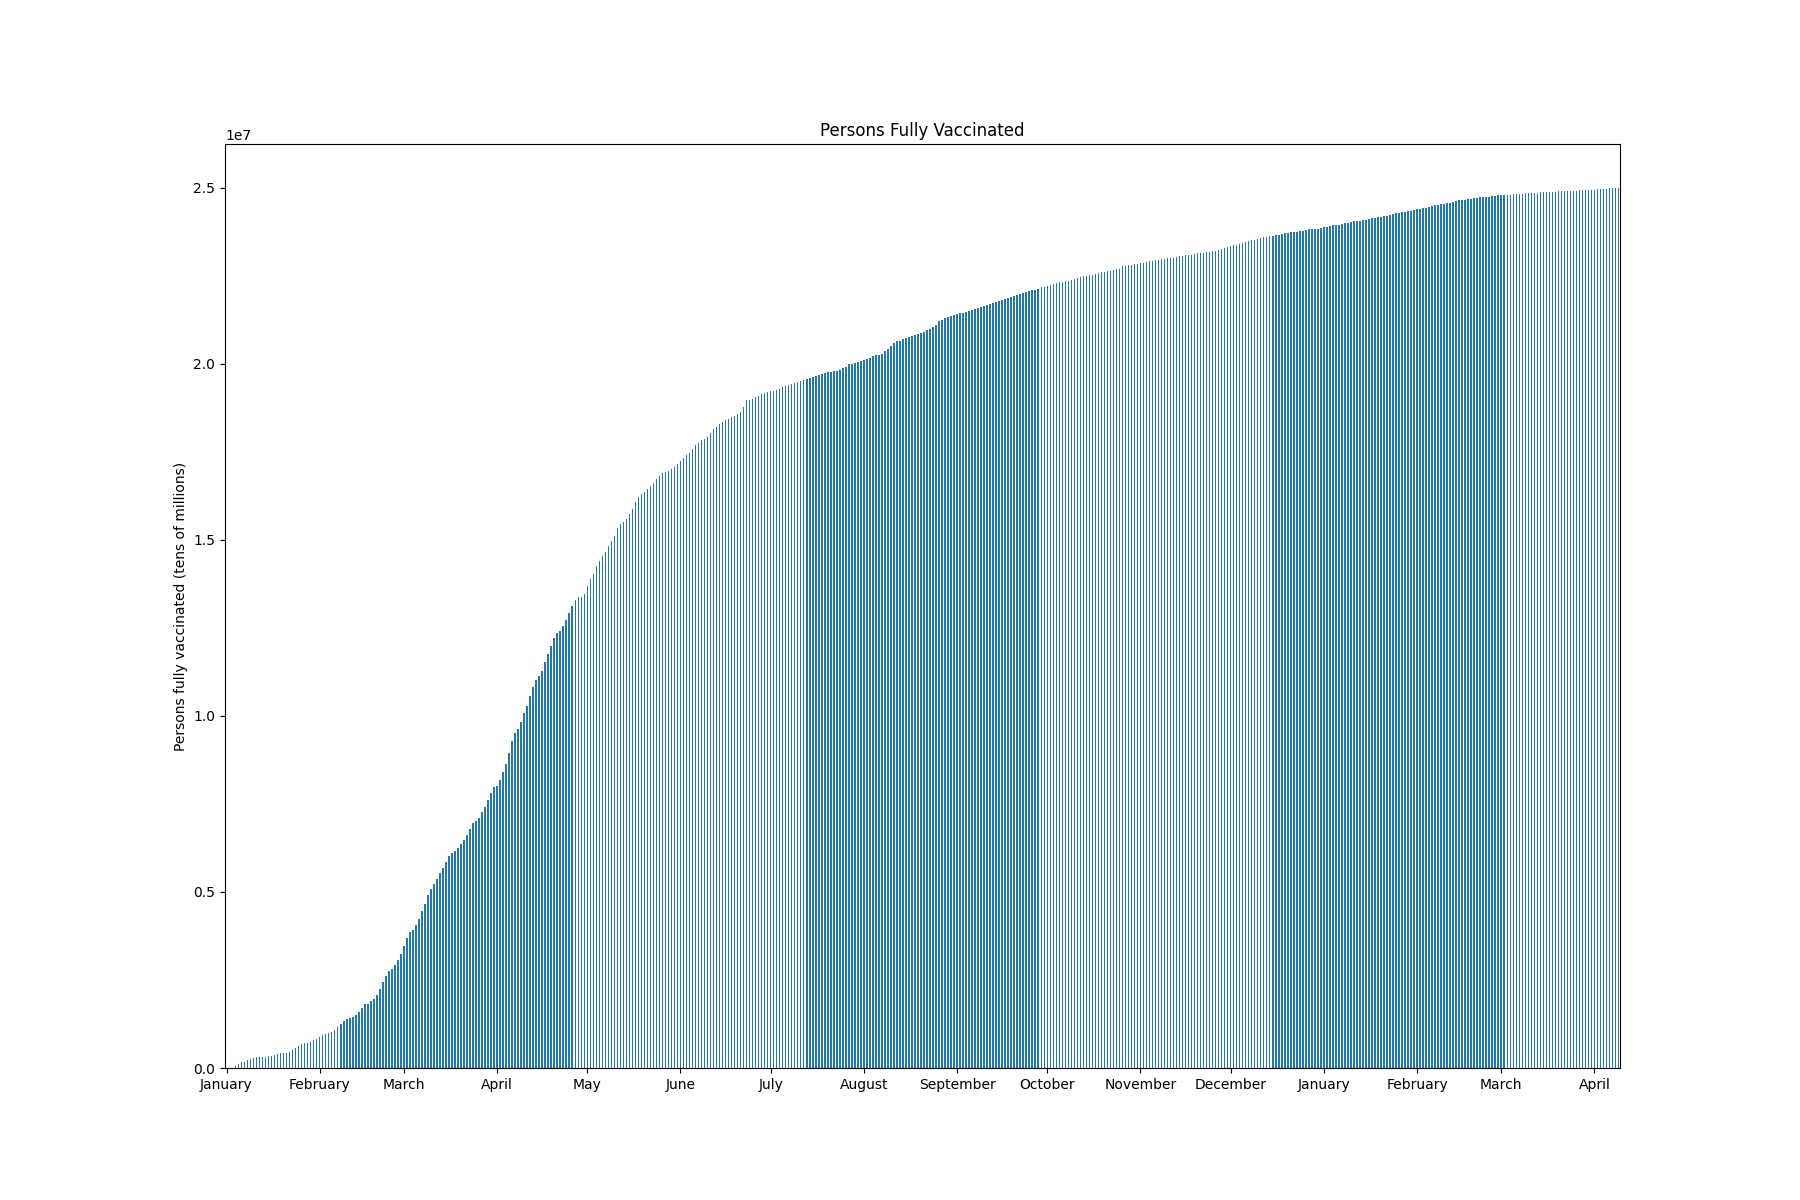 Persons Fully Vaccinated
1e7
2.5
2.0
1.5
1.0
0.5
0.0
Persons fully vaccinated (tens of millions)
January February March April May June July August September October November December January February March April